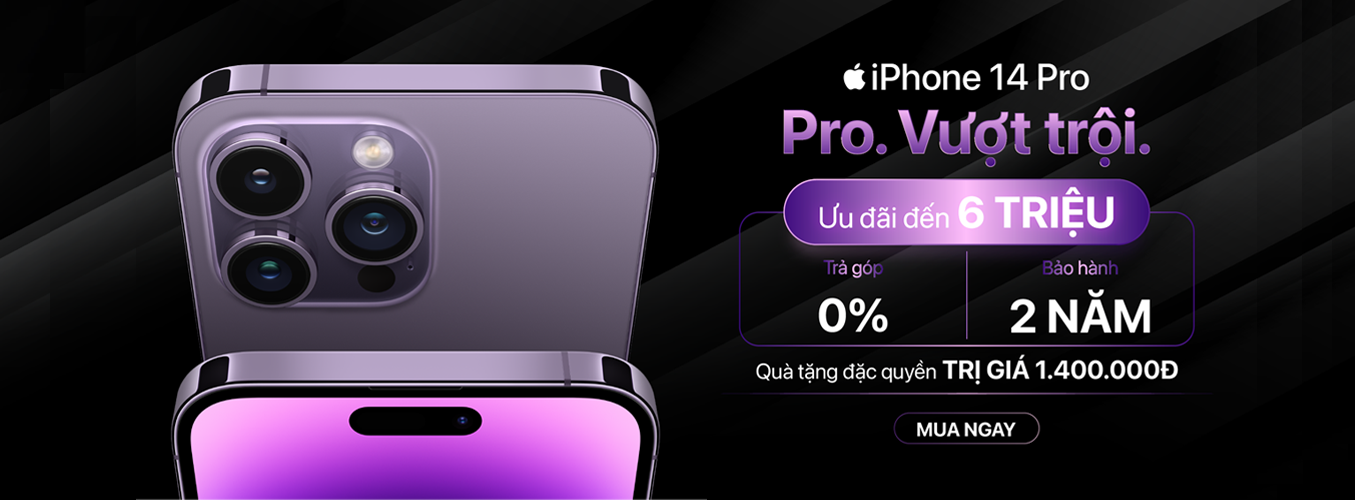 iPhone 14 Pro
Pro. Vượt trội.
Ưu đãi đến 6 TRIỆU
Trả góp
0%
Bảo hành
2 NĂM
Quà tặng đặc quyền TRỊ GIÁ 1.400.000Đ
MUA NGAY